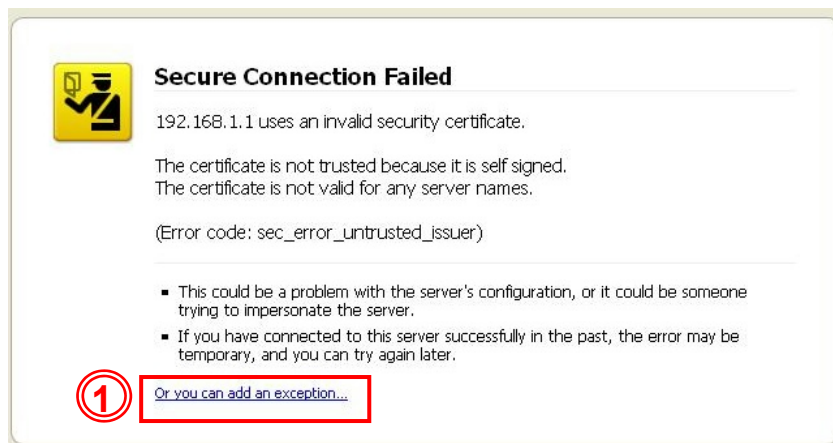 Secure Connection Failed
192.168.1.1 uses an invalid security certificate.
The certificate is not trusted because it is self signed.
The certificate is not valid for any server names.
(Error code: sec_error_untrusted_issuer)
▪ This could be a problem with the server's configuration, or it could be someone
trying to impersonate the server.
▪ If you have connected to this server successfully in the past, the error may be
temporary, and you can try again later.
1 Or you can add an exception...